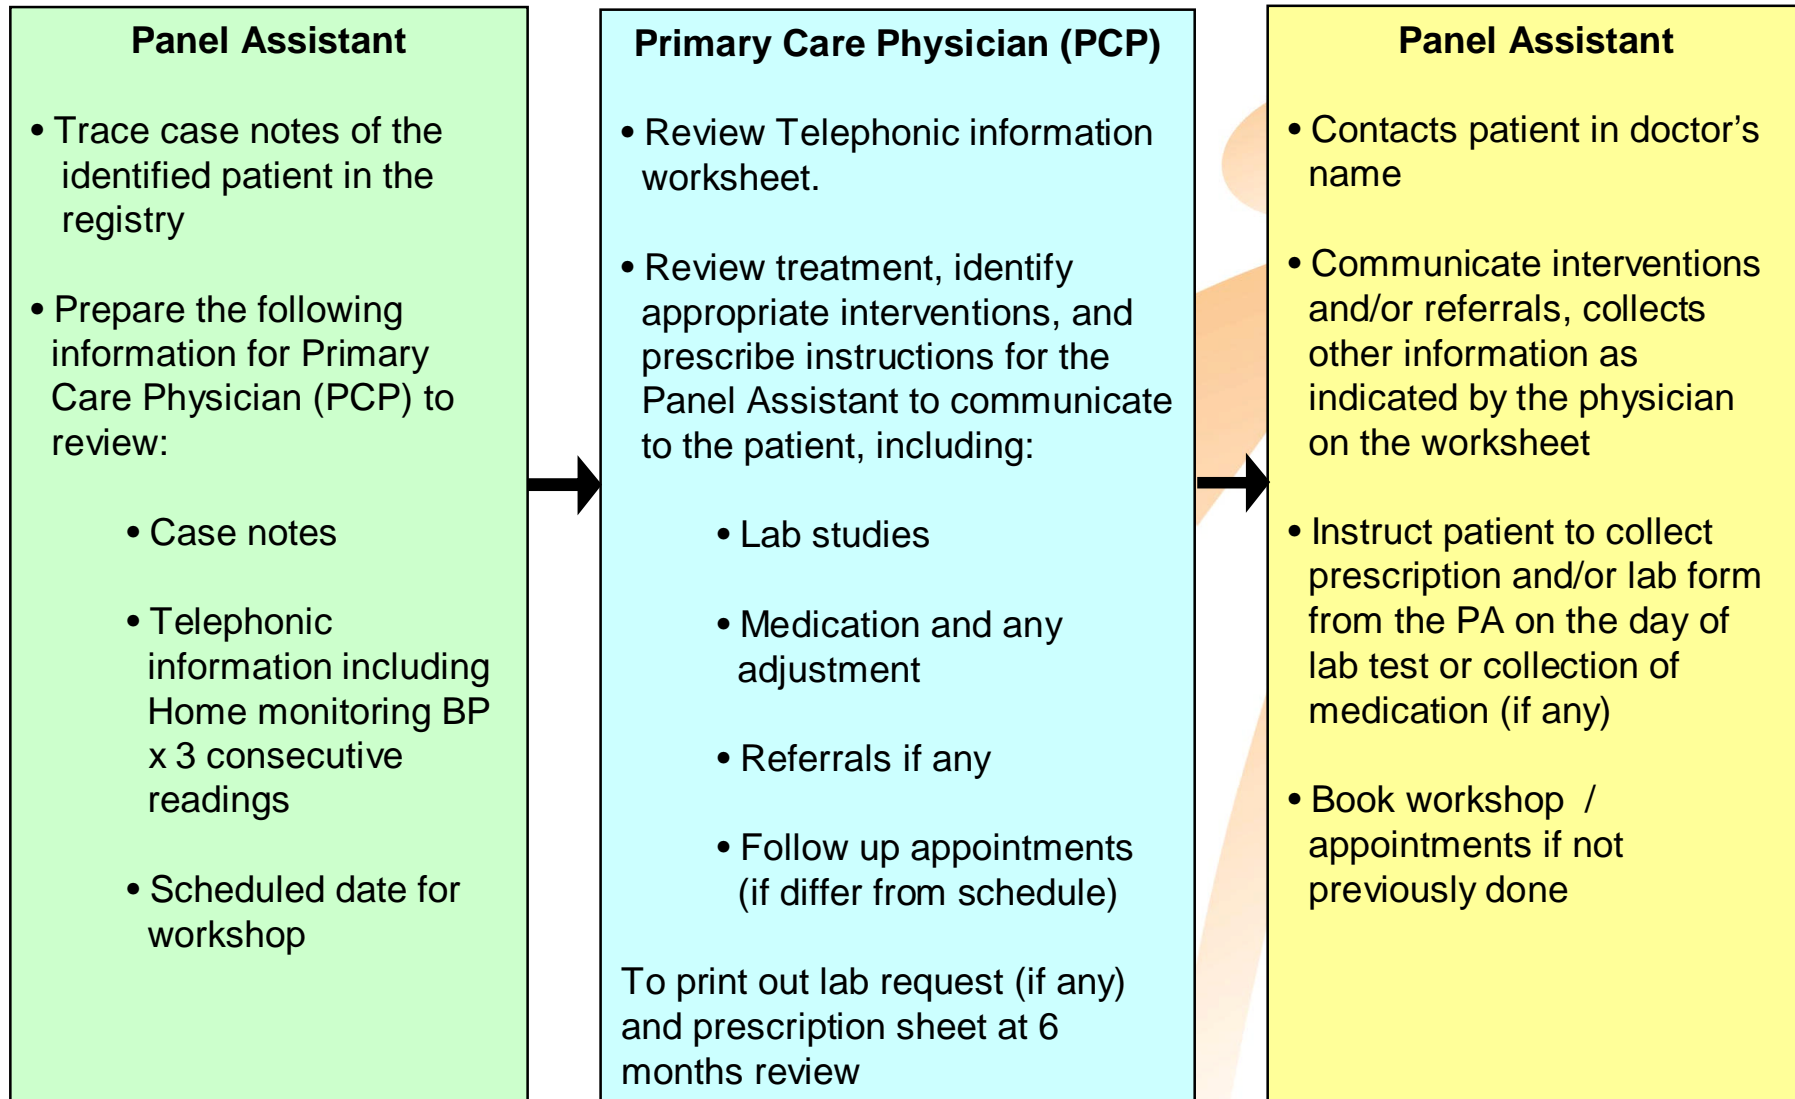 Panel Assistant
• Trace case notes of the
identified patient in the
registry
• Prepare the following
information for Primary
Care Physician (PCP) to
review:
• Case notes
• Telephonic
information including
Home monitoring BP
x 3 consecutive
readings
• Scheduled date for
workshop
Primary Care Physician (PCP)
• Review Telephonic information
worksheet.
• Review treatment, identify
appropriate interventions, and
prescribe instructions for the
Panel Assistant to communicate
to the patient, including:
• Lab studies
• Medication and any
adjustment
• Referrals if any
• Follow up appointments
(if differ from schedule)
To print out lab request (if any)
and prescription sheet at 6
months review
Panel Assistant
• Contacts patient in doctor’s
name
• Communicate interventions
and/or referrals, collects
other information as
indicated by the physician
on the worksheet
• Instruct patient to collect
prescription and/or lab form
from the PA on the day of
lab test or collection of
medication (if any)
• Book workshop /
appointments if not
previously done